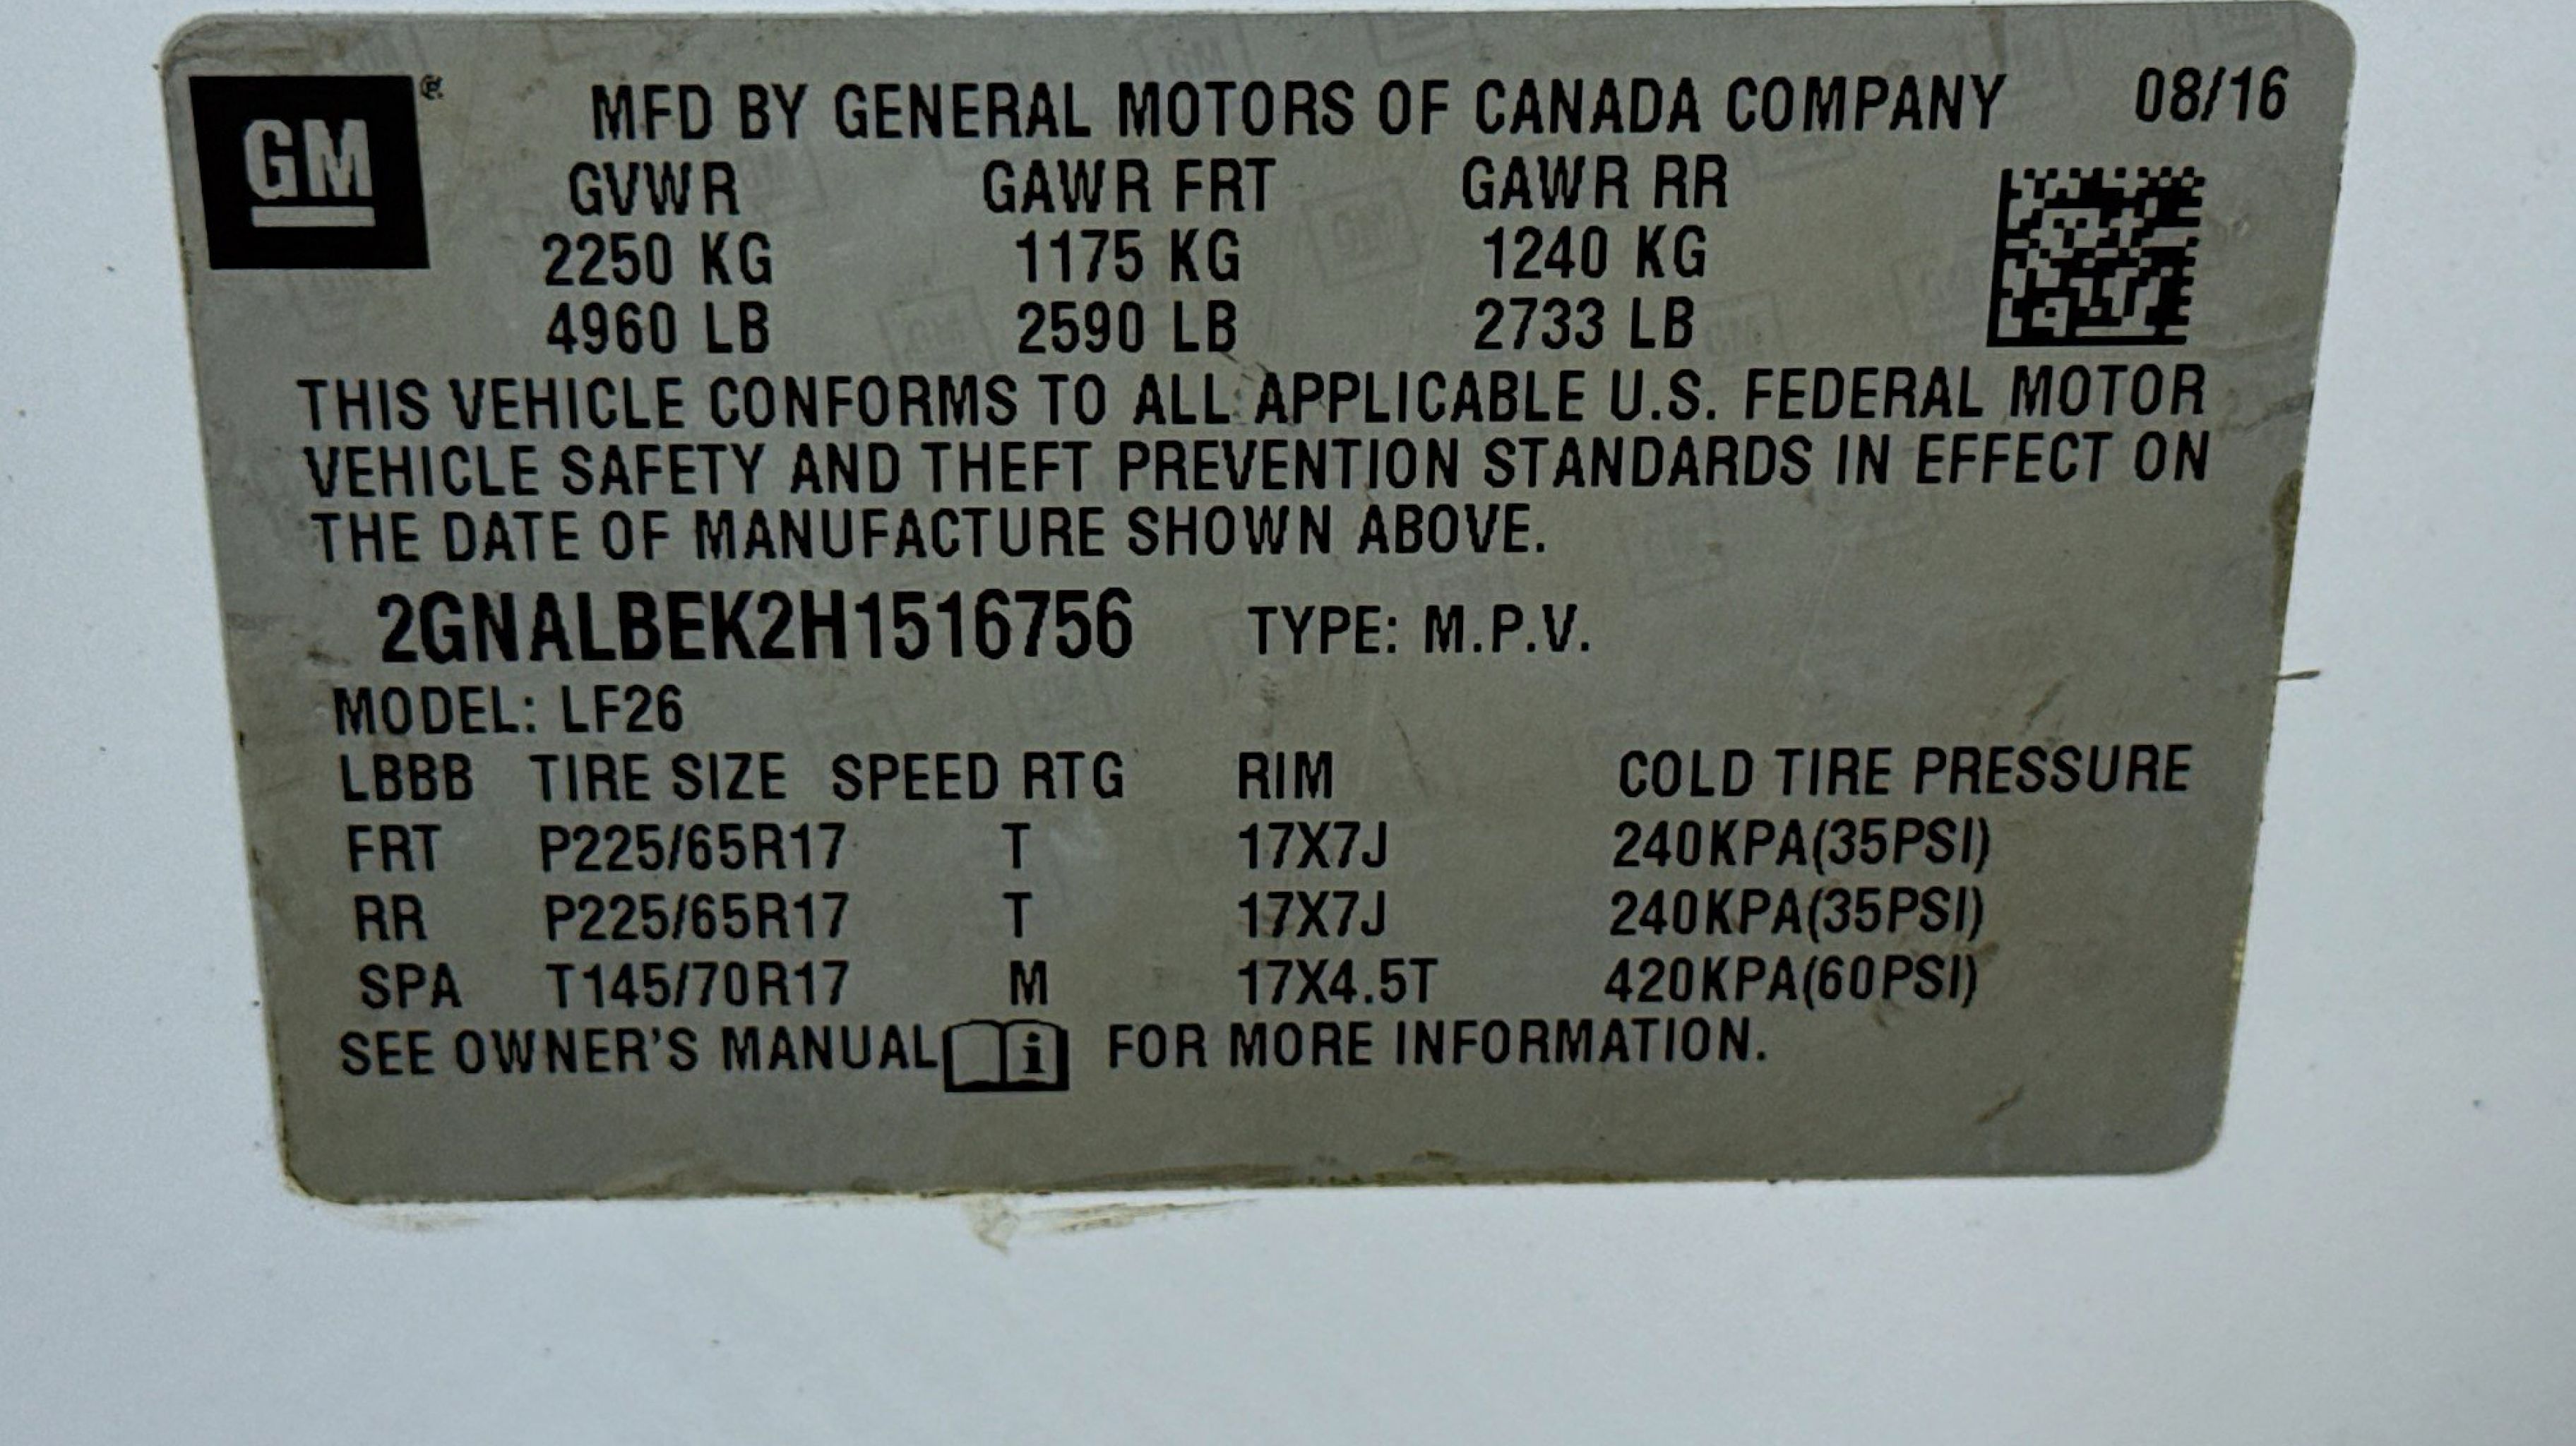 GM
MFD BY GENERAL MOTORS OF CANADA COMPANY 08/16
GVWR GAWR FRT GAWR RR
2250 KG 1175 KG 1240 KG
4960 LB 2590 LB 2733 LB
THIS VEHICLE CONFORMS TO ALL APPLICABLE U.S. FEDERAL MOTOR
VEHICLE SAFETY AND THEFT PREVENTION STANDARDS IN EFFECT ON
THE DATE OF MANUFACTURE SHOWN ABOVE.
2GNALBEK2H1516756 TYPE: M.P.V.
MODEL: LF26
LBBB TIRE SIZE SPEED RTG RIM COLD TIRE PRESSURE
FRT P225/65R17 T 17X7J 240KPA(35PSI)
RR P225/65R17 T 17X7J 240KPA(35PSI)
SPA T145/70R17 M 17X4.5T 420KPA(60PSI)
SEE OWNER'S MANUAL i FOR MORE INFORMATION.